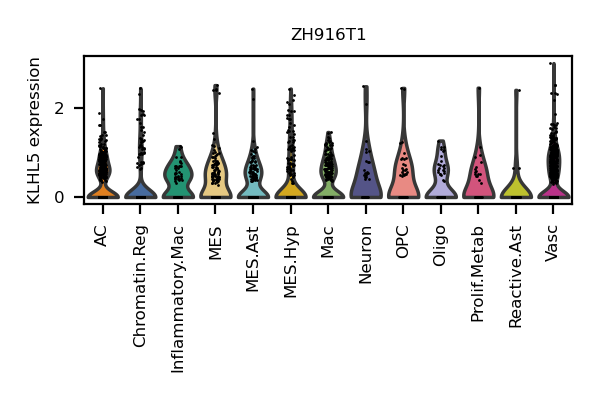 ZH916T1
KLHL5 expression
2
0
AC
Chromatin.Reg
Inflammatory.Mac
MES
MES.Ast
MES.Hyp
Mac
Neuron
OPC
Oligo
Prolif.Metab
Reactive.Ast
Vasc